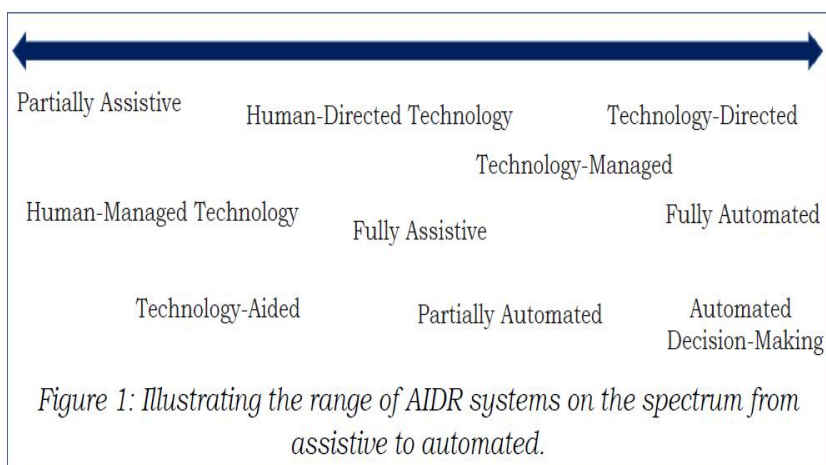 Partially Assistive
Human-Directed Technology
Technology-Directed
Technology-Managed
Human-Managed Technology
Fully Assistive
Fully Automated
Technology-Aided
Partially Automated
Automated
Decision-Making
Figure 1: Illustrating the range of AIDR systems on the spectrum from
assistive to automated.